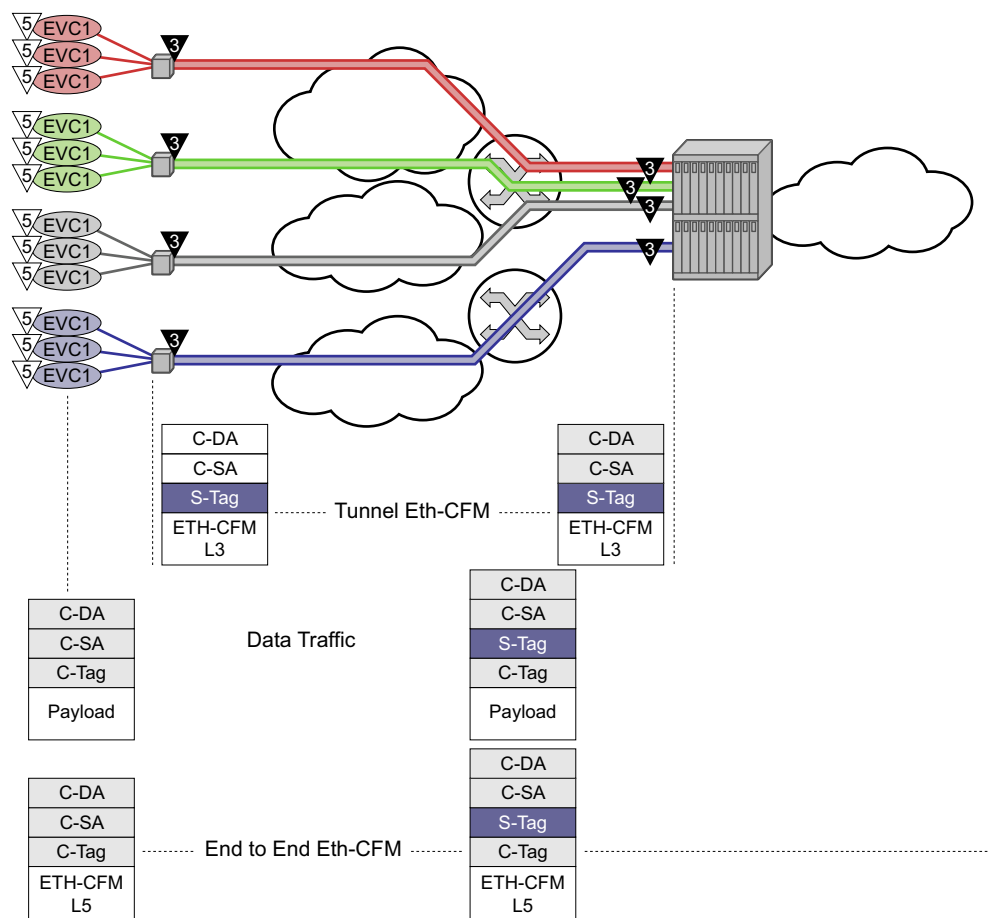 5 EVC1
5 EVC1
5 EVC1
3
5 EVC1
5 EVC1
5 EVC1
3
3
3
5 EVC1
5 EVC1
5 EVC1
3
3
3
5 EVC1
5 EVC1
5 EVC1
3
C-DA
C-SA
S-Tag
ETH-CFM
L3
Tunnel Eth-CFM
C-DA
C-SA
S-Tag
ETH-CFM
L3
C-DA
C-SA
C-Tag
Payload
Data Traffic
C-DA
C-SA
S-Tag
C-Tag
Payload
C-DA
C-SA
C-Tag
ETH-CFM
L5
End to End Eth-CFM
C-DA
C-SA
S-Tag
C-Tag
ETH-CFM
L5